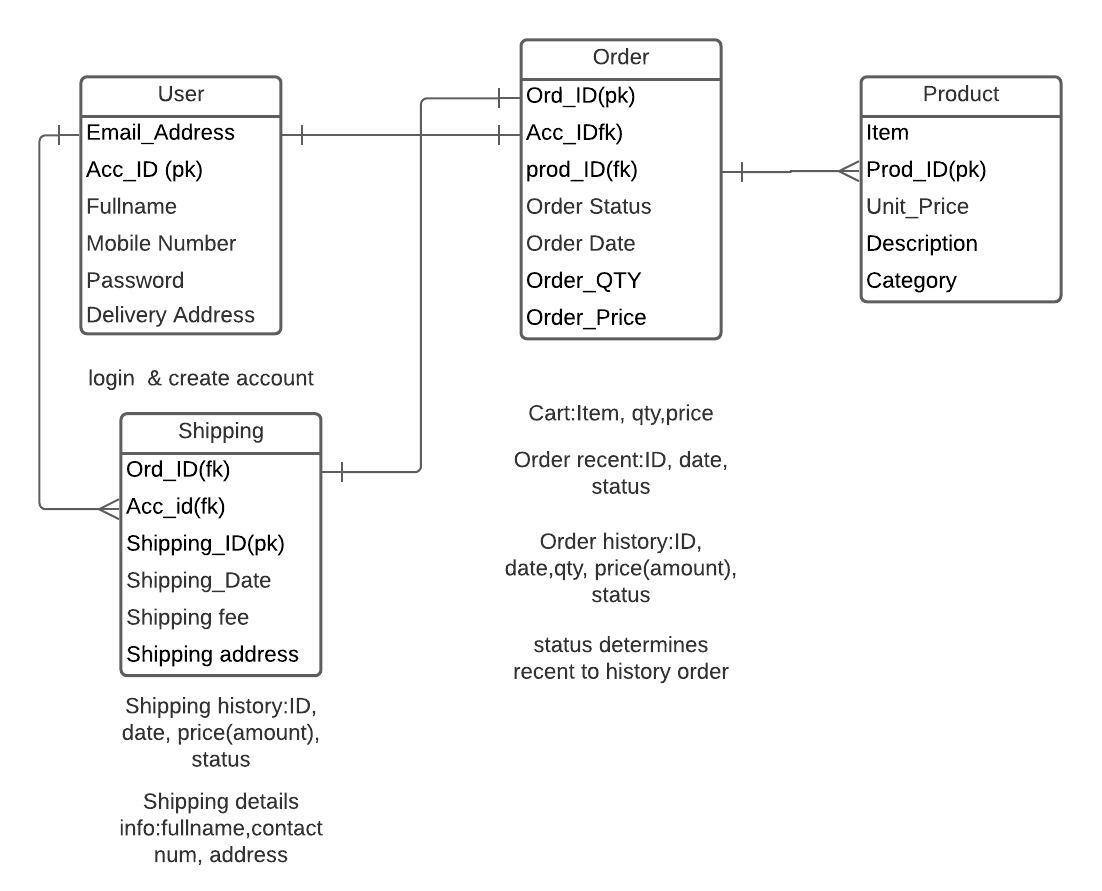 User
Email_Address
Acc_ID (pk)
Fullname
Mobile Number
Password
Delivery Address
login  & create account
Order
Ord_ID(pk)
Acc_IDfk)
prod_ID(fk)
Order Status
Order Date
Order_QTY
Order_Price
Product
Item
Prod_ID(pk)
Unit_Price
Description
Category
Shipping
Ord_ID(fk)
Acc_id(fk)
Shipping_ID(pk)
Shipping_Date
Shipping fee
Shipping address
Shipping history:ID,
date, price(amount),
status
Shipping details
info:fullname,contact
num, address
Cart:Item, qty,price
Order recent:ID, date,
status
Order history:ID,
date,qty, price(amount),
status
status determines
recent to history order